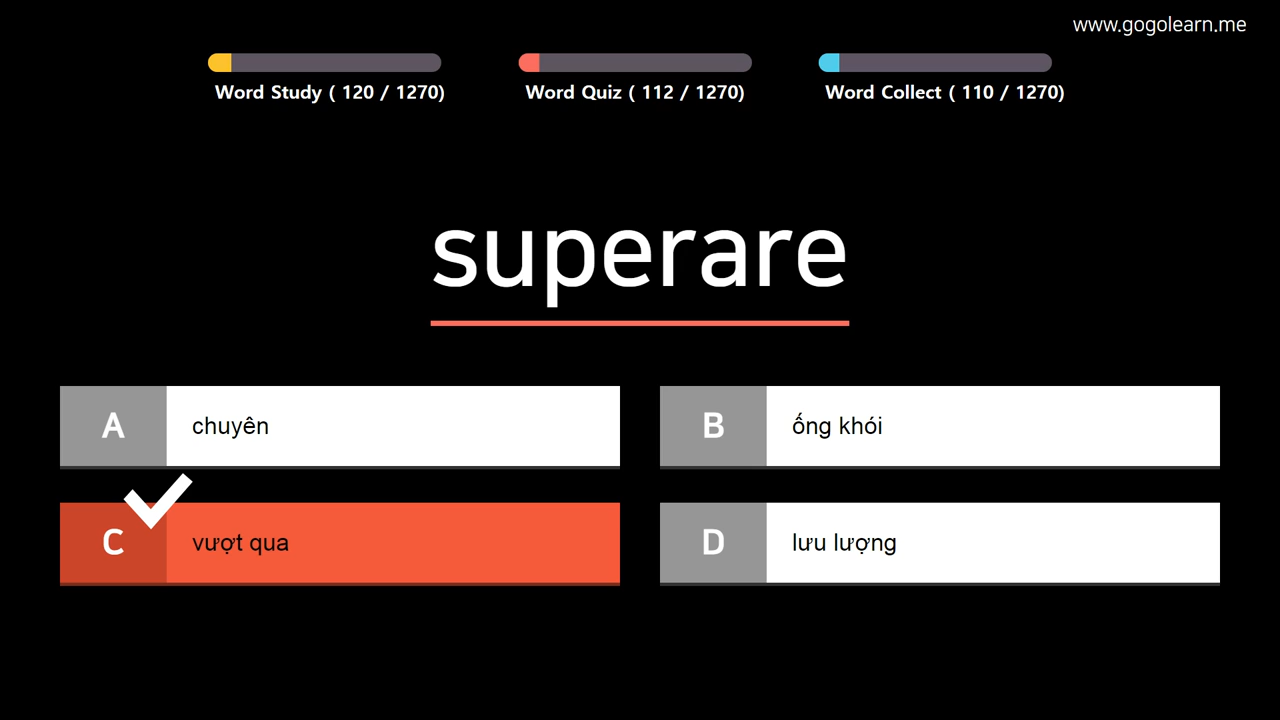 www.gogolearn.me
Word Study ( 120 / 1270)
Word Quiz ( 112 / 1270)
Word Collect ( 110 / 1270)
superare
A
chuyên
B
ống khói
C
vượt qua
D
lưu lượng